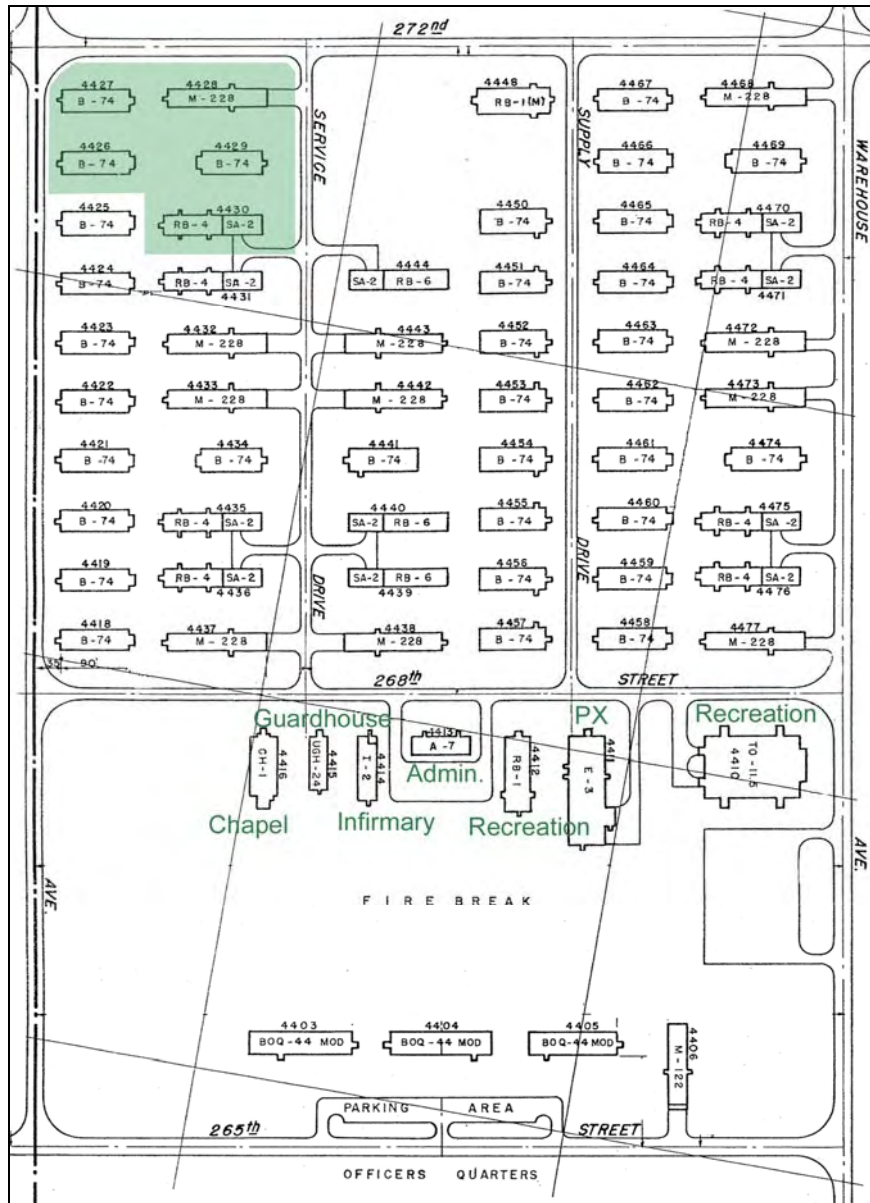 272nd
4427 4428 4448 4467 4468
B-74 M-228 RB-1(M) B-74 M-228
SERVICE
SUPPLY
WAREHOUSE
4426 4429 4466 4469
B-74 B-74 B-74 B-74
4425 4430 4450 4465 4470
B-74 RB-4 SA-2 B-74 B-74 RB-4 SA-2
4424 4444 4451 4464
B-74 RB-4 SA-2 SA-2 RB-6 B-74 B-74 RB-4 SA-2
4431 4471
4423 4432 4443 4452 4463 4472
B-74 M-228 M-228 B-74 B-74 M-228
4422 4433 4442 4453 4462 4473
B-74 M-228 M-228 B-74 B-74 M-228
4421 4434 4441 4454 4461 4474
B-74 B-74 B-74 B-74 B-74 B-74
4420 4435 4440 4455 4460 4475
B-74 RB-4 SA-2 SA-2 RB-6 B-74 B-74 RB-4 SA-2
DRIVE
DRIVE
4419 4456 4459
B-74 RB-4 SA-2 SA-2 RB-6 B-74 B-74 RB-4 SA-2
4436 4439 4476
4418 4437 4438 4457 4458 4477
B-74 M-228 M-228 B-74 B-74 M-228
35' 90'
268th STREET
Guardhouse PX Recreation
4413
CH-1 4416 UGH-24 4415 I-2 4414 A-7 RB-1 4412 E-3 4411 TO-11.5 4410
Admin.
Chapel Infirmary Recreation
AVE.
AVE.
FIRE BREAK
4403 4404 4405
BOQ-44 MOD BOQ-44 MOD BOQ-44 MOD
M-122 4406
PARKING AREA
265th STREET
OFFICERS QUARTERS